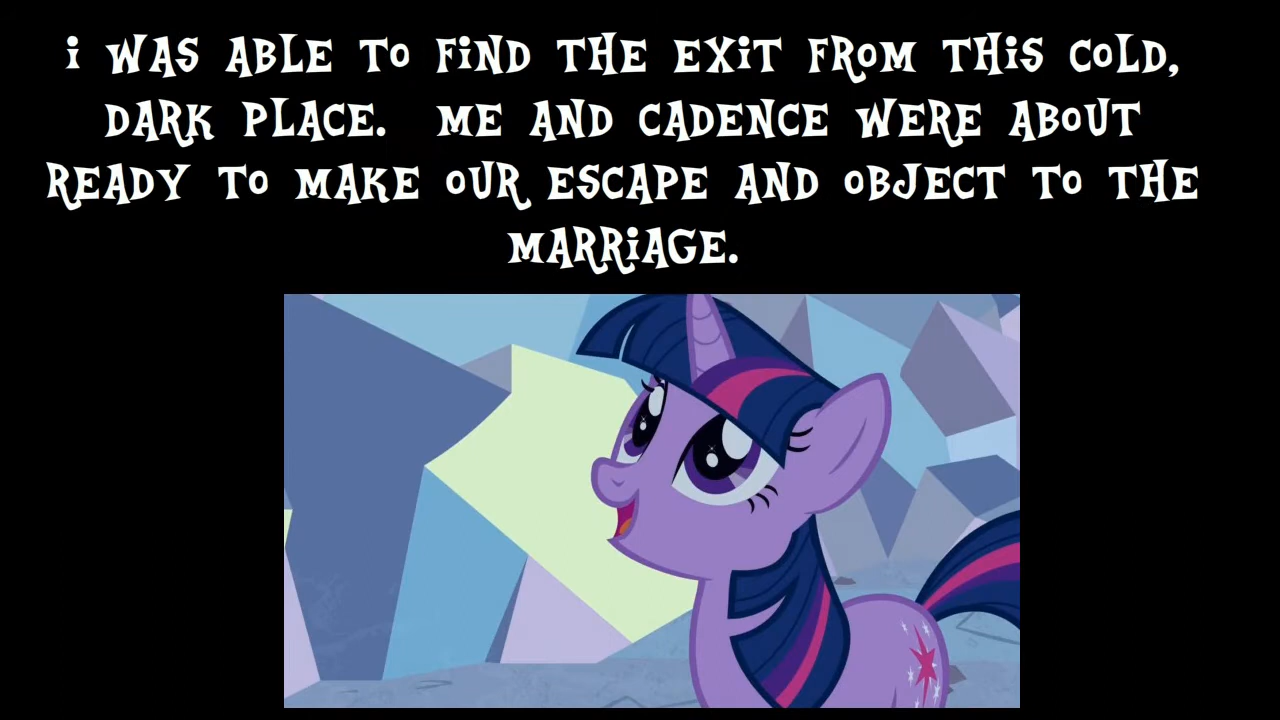 i WAS ABLE TO FiND THE EXiT FROM THiS COLD,
DARK PLACE. ME AND CADENCE WERE ABOUT
READY TO MAKE OUR ESCAPE AND OBJECT TO THE
MARRiAGE.